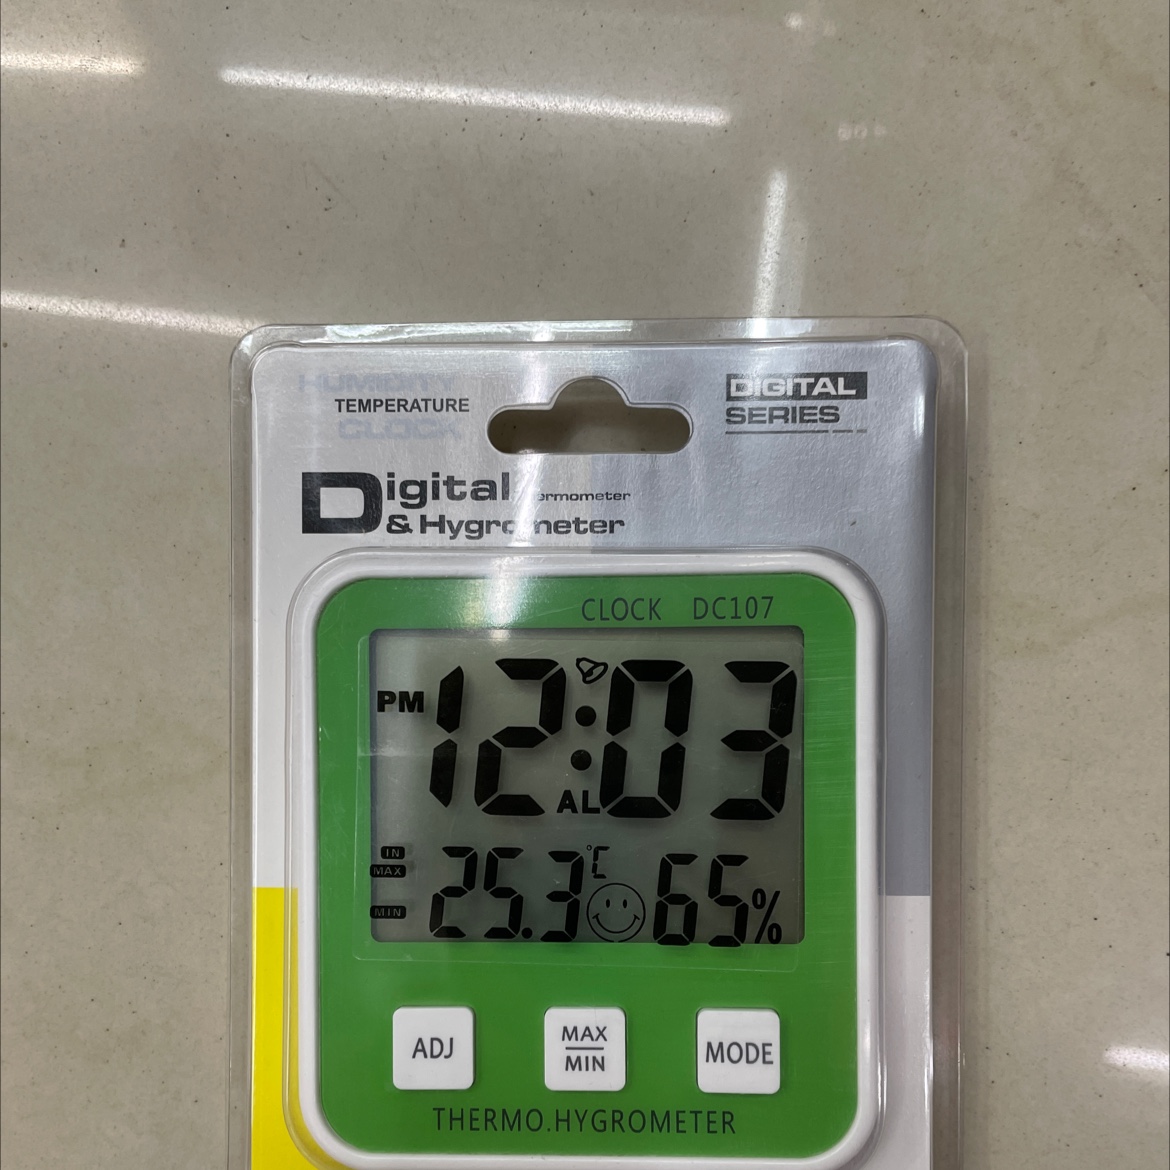 HUMIDITY
TEMPERATURE
CLOCK
DIGITAL
SERIES
Digital
& Hygrometer
CLOCK DC107
PM 12:03
AL
IN
MAX
MIN
25.3°C 65%
ADJ
MAX
MIN
MODE
THERMO.HYGROMETER